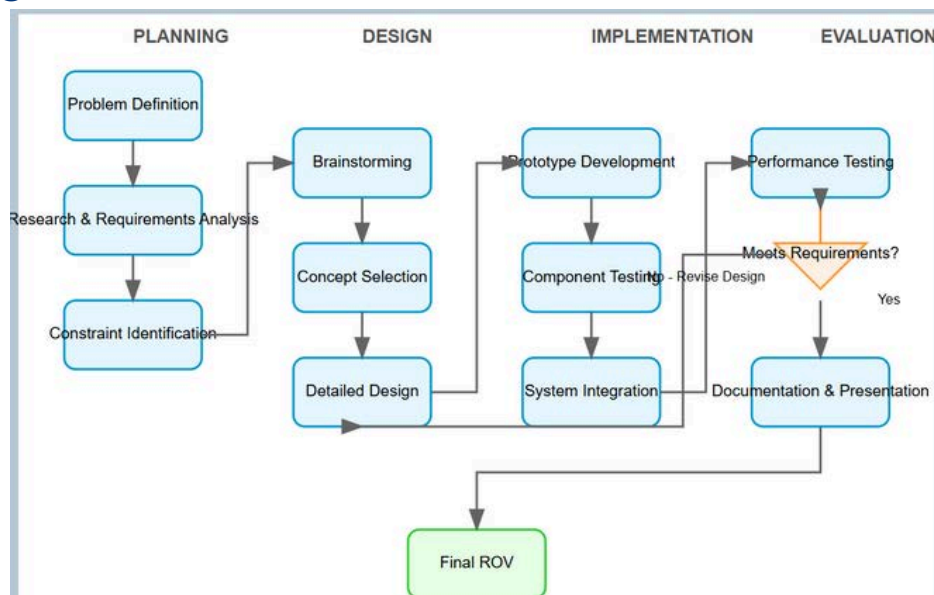 PLANNING
DESIGN
IMPLEMENTATION
EVALUATION
Problem Definition
Research & Requirements Analysis
Constraint Identification
Brainstorming
Concept Selection
Detailed Design
Prototype Development
Component Testing
System Integration
Performance Testing
Meets Requirements?
No - Revise Design
Yes
Documentation & Presentation
Final ROV